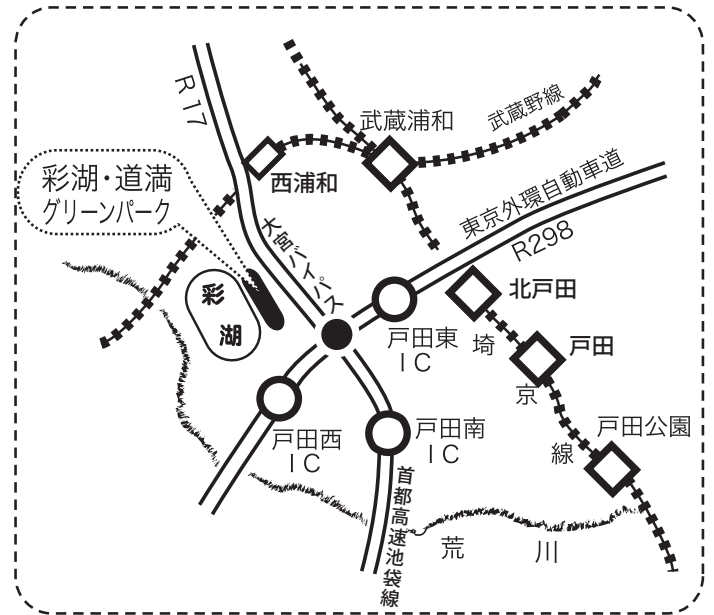 R17
武蔵浦和
武蔵野線
西浦和
彩湖・道満
グリーンパーク
東京外環自動車道
R298
大宮バイパス
彩
湖
北戸田
戸田東
IC
埼
京
線
戸田
戸田西
IC
戸田南
IC
戸田公園
首都高速池袋線
荒川